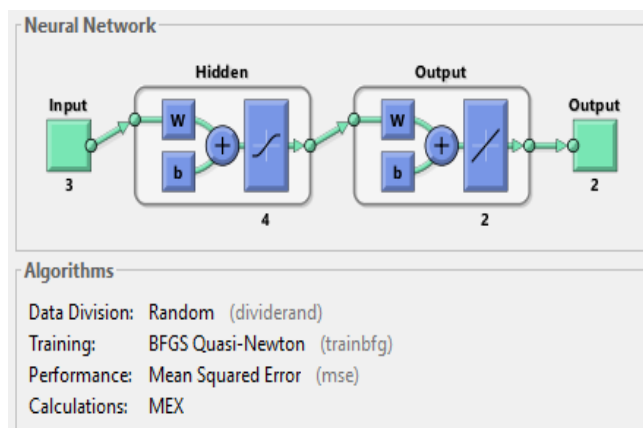 Neural Network
Hidden
Output
Input
Output
W
b
+
W
b
+
3
4
2
2
Algorithms
Data Division: Random (dividerand)
Training: BFGS Quasi-Newton (trainbfg)
Performance: Mean Squared Error (mse)
Calculations: MEX